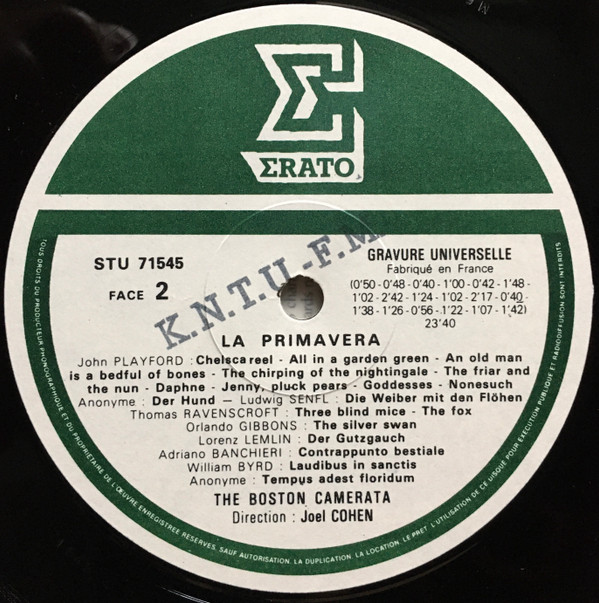 ΣRATO
STU 71545
FACE 2
K.N.T.U-F.M
GRAVURE UNIVERSELLE
Fabriqué en France
(0'50-0'48-0'40-1'00-0'42-1'48-
1'02-2'42-1'24-1'02-2'17-0'40-
1'38-1'26-0'56-1'22-1'07-1'42)
23'40
LA PRIMAVERA
John PLAYFORD : Chelsca reel - All in a garden green - An old man
is a bedful of bones - The chirping of the nightingale - The friar and
the nun - Daphne - Jenny, pluck pears - Goddesses - Nonesuch
Anonyme : Der Hund — Ludwig SENFL : Die Weiber mit den Flöhen
Thomas RAVENSCROFT : Three blind mice - The fox
Orlando GIBBONS : The silver swan
Lorenz LEMLIN : Der Gutzgauch
Adriano BANCHIERI : Contrappunto bestiale
William BYRD : Laudibus in sanctis
Anonyme : Tempus adest floridum
THE BOSTON CAMERATA
Direction : Joel COHEN
TOUS DROITS DU PRODUCTEUR PHONOGRAPHIQUE ET DU PROPRIETAIRE DE L'ŒUVRE ENREGISTREE RESERVES. SAUF AUTORISATION. LA DUPLICATION, LA LOCATION, LE PRET, L'UTILISATION DE CE DISQUE POUR EXECUTION PUBLIQUE ET RADIODIFFUSION SONT INTERDITS